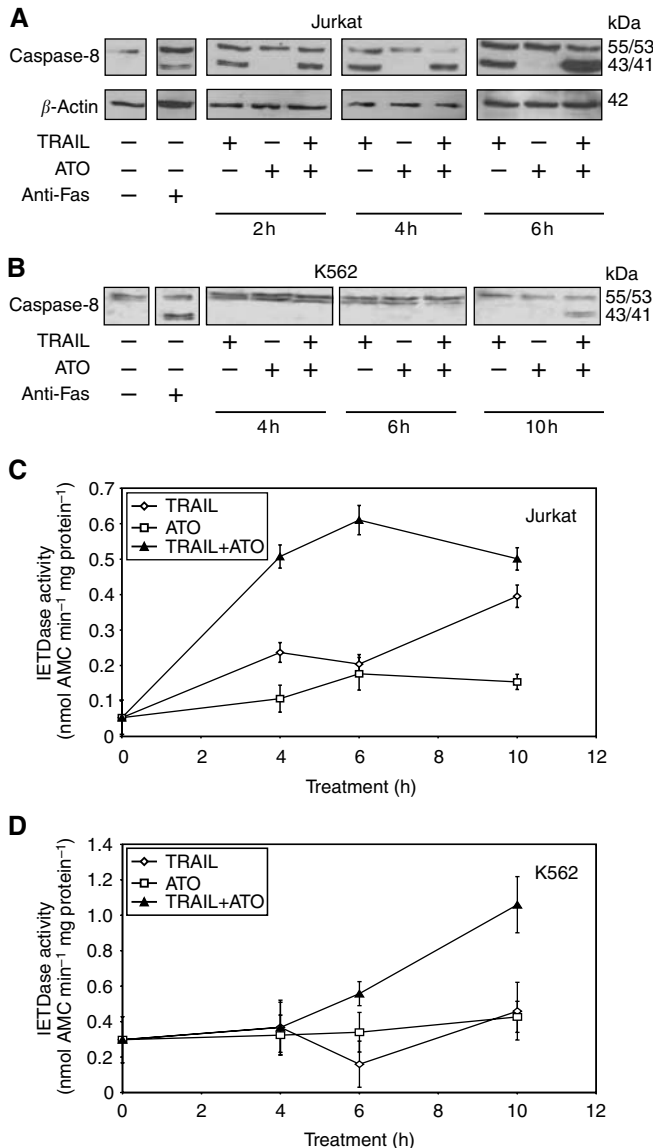 A
Jurkat
kDa
Caspase-8
55/53
43/41
β-Actin
42
TRAIL – – + – + + – + + – +
ATO – – – + + – + + – + +
Anti-Fas – +
2 h 4 h 6 h
B
K562
kDa
Caspase-8
55/53
43/41
TRAIL – – + – + + – + + – +
ATO – – – + + – + + – + +
Anti-Fas – +
4 h 6 h 10 h
C
0.7
0.6
0.5
0.4
0.3
0.2
0.1
0
IETDase activity
(nmol AMC min–1 mg protein–1)
TRAIL
ATO
TRAIL+ATO
Jurkat
0 2 4 6 8 10 12
Treatment (h)
D
1.4
1.2
1.0
0.8
0.6
0.4
0.2
0
IETDase activity
(nmol AMC min–1 mg protein–1)
TRAIL
ATO
TRAIL+ATO
K562
0 2 4 6 8 10 12
Treatment (h)